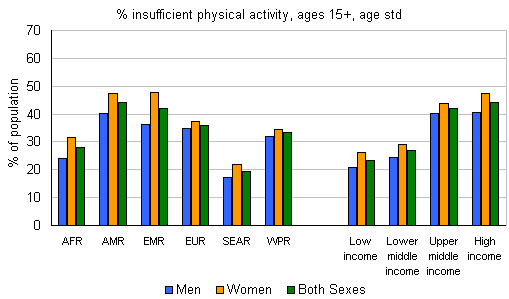 % insufficient physical activity, ages 15+, age std
% of population
70
60
50
40
30
20
10
0
AFR AMR EMR EUR SEAR WPR Low income Lower middle income Upper middle income High income
Men Women Both Sexes